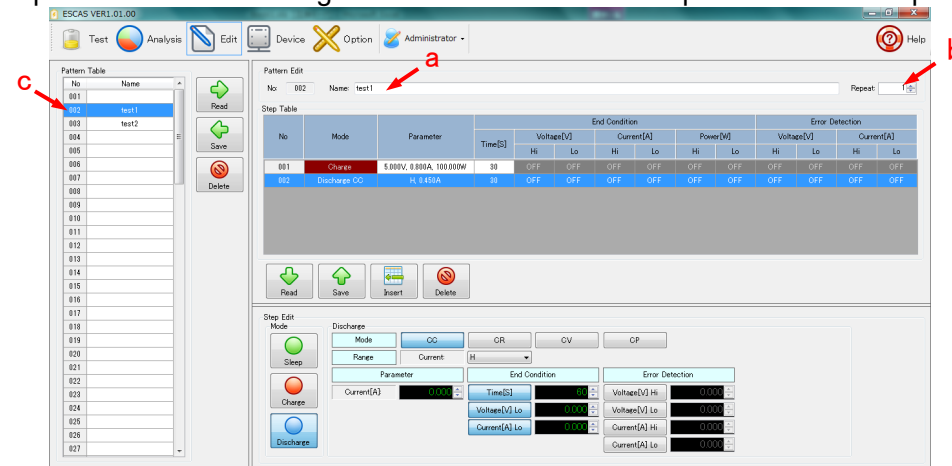 ESCAS VER1.01.00
Test Analysis Edit Device Option Administrator Help
a
b
c
Pattern Table
No Name
001
002 test1
003 test2
004
005
006
007
008
009
010
011
012
013
014
015
016
017
018
019
020
021
022
023
024
025
026
027
Read
Save
Delete
Pattern Edit
No: 002 Name: test1 Repeat: 1
Step Table
No Mode Parameter Time[S] End Condition Error Detection
Voltage[V] Current[A] Power[W] Voltage[V] Current[A]
Hi Lo Hi Lo Hi Lo Hi Lo Hi Lo
001 Charge 5.000V, 0.800A, 100.000W 30 OFF OFF OFF OFF OFF OFF OFF OFF OFF OFF
002 Discharge CC H, 0.450A 30 OFF OFF OFF OFF OFF OFF OFF OFF OFF OFF
Read Save Insert Delete
Step Edit
Mode
Sleep
Charge
Discharge
Discharge
Mode CC CR CV CP
Range Current: H
Parameter End Condition Error Detection
Current[A] 0.000 Time[S] 60 Voltage[V] Hi 0.000
Voltage[V] Lo 0.000 Voltage[V] Lo 0.000
Current[A] Lo 0.000 Current[A] Hi 0.000
Current[A] Lo 0.000